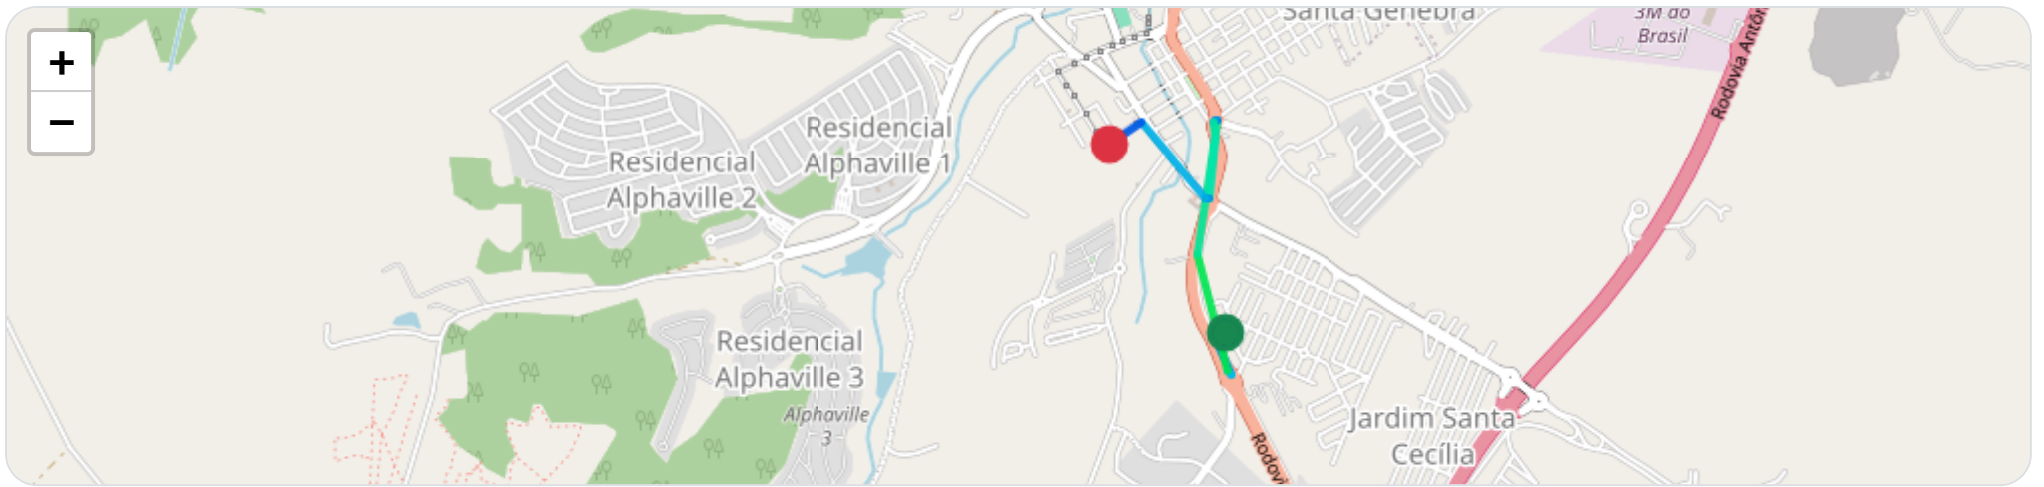 Santa Genebra
3M do
Brasil
+
−
Rodovia Antôn
Residencial
Alphaville 1
Residencial
Alphaville 2
Residencial
Alphaville 3
Alphaville
3
Jardim Santa
Cecília
Rodovi